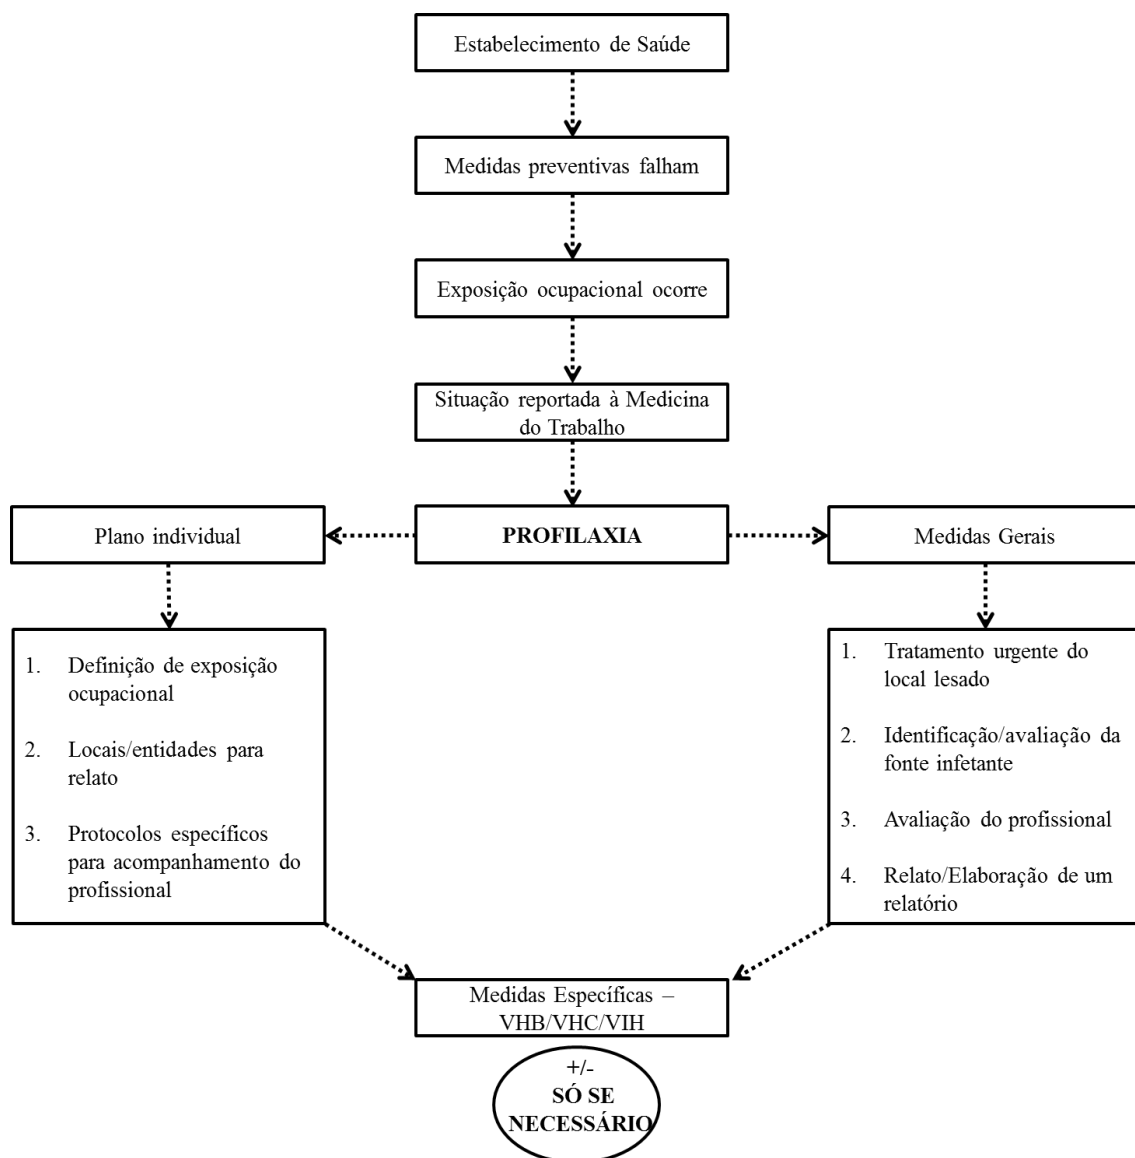 Estabelecimento de Saúde
Medidas preventivas falham
Exposição ocupacional ocorre
Situação reportada à Medicina
do Trabalho
Plano individual
PROFILAXIA
Medidas Gerais
1. Definição de exposição
ocupacional
2. Locais/entidades para
relato
3. Protocolos específicos
para acompanhamento do
profissional
1. Tratamento urgente do
local lesado
2. Identificação/avaliação da
fonte infetante
3. Avaliação do profissional
4. Relato/Elaboração de um
relatório
Medidas Específicas –
VHB/VHC/VIH
+/-
SÓ SE
NECESSÁRIO